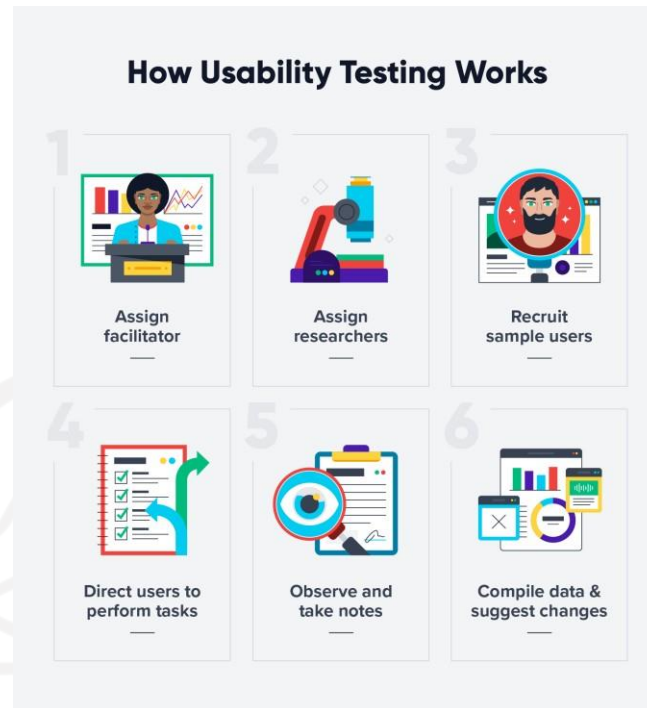 How Usability Testing Works
1
Assign
facilitator
2
Assign
researchers
3
Recruit
sample users
4
Direct users to
perform tasks
5
Observe and
take notes
6
Compile data &
suggest changes